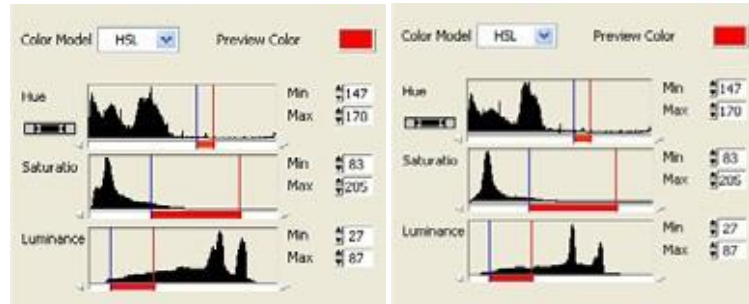 Color Model HSL Preview Color
Hue Min 147
Max 170
Saturatio Min 83
Max 205
Luminance Min 27
Max 87
Color Model HSL Preview Color
Hue Min 147
Max 170
Saturatio Min 83
Max 205
Luminance Min 27
Max 87